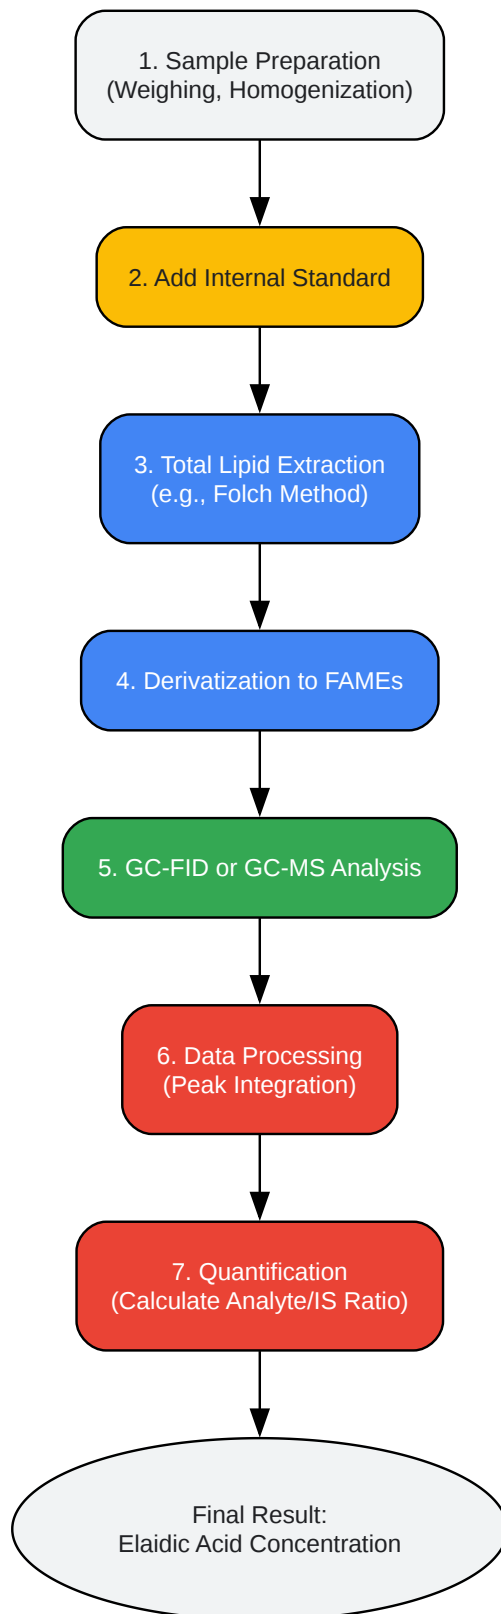 1. Sample Preparation
(Weighing, Homogenization)
2. Add Internal Standard
3. Total Lipid Extraction
(e.g., Folch Method)
4. Derivatization to FAMEs
5. GC-FID or GC-MS Analysis
6. Data Processing
(Peak Integration)
7. Quantification
(Calculate Analyte/IS Ratio)
Final Result:
Elaidic Acid Concentration